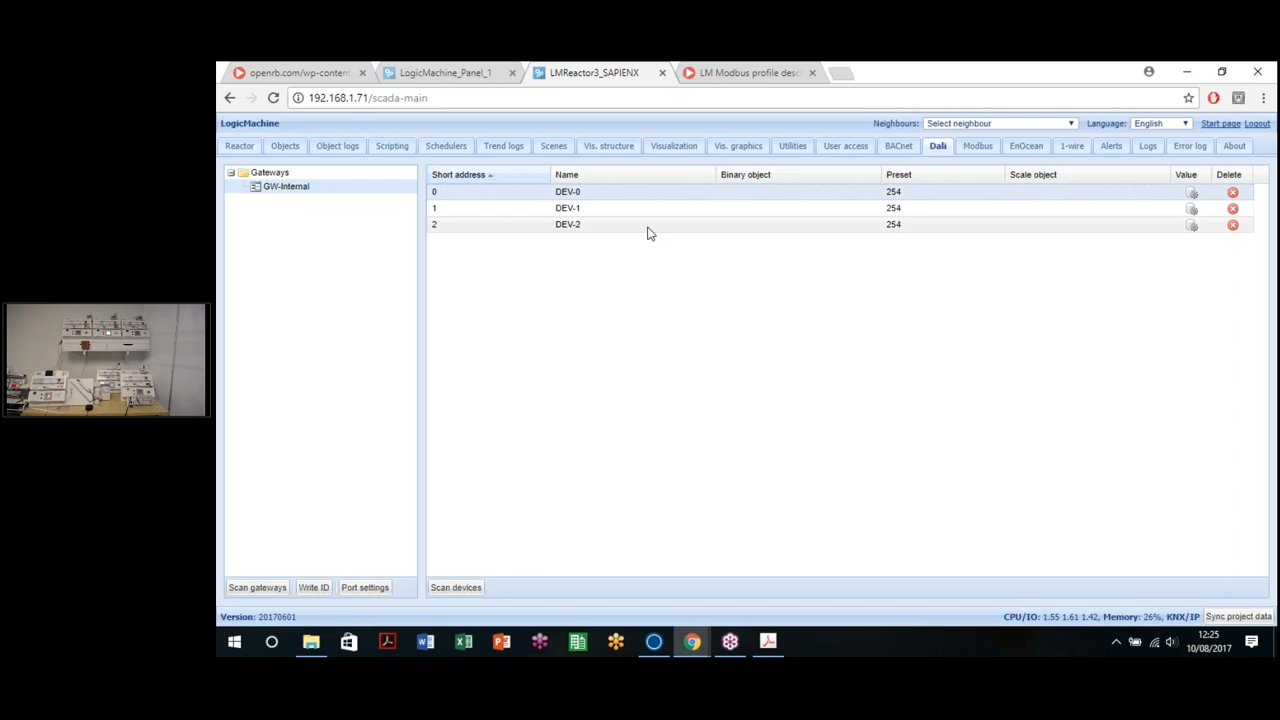 openrb.com/wp-content
LogicMachine_Panel_1
LMReactor3_SAPIENX
LM Modbus profile desc
192.168.1.71/scada-main
LogicMachine
Neighbours: Select neighbour
Language: English
Start page
Logout
Reactor
Objects
Object logs
Scripting
Schedulers
Trend logs
Scenes
Vis. structure
Visualization
Vis. graphics
Utilities
User access
BACnet
Dali
Modbus
EnOcean
1-wire
Alerts
Logs
Error log
About
Gateways
GW-Internal
Short address Name Binary object Preset Scale object Value Delete
0 DEV-0 254
1 DEV-1 254
2 DEV-2 254
Scan gateways
Write ID
Port settings
Scan devices
Version: 20170601
CPU/IO: 1.55 1.61 1.42, Memory: 26%, KNX/IP
Sync project data
12:25
10/08/2017